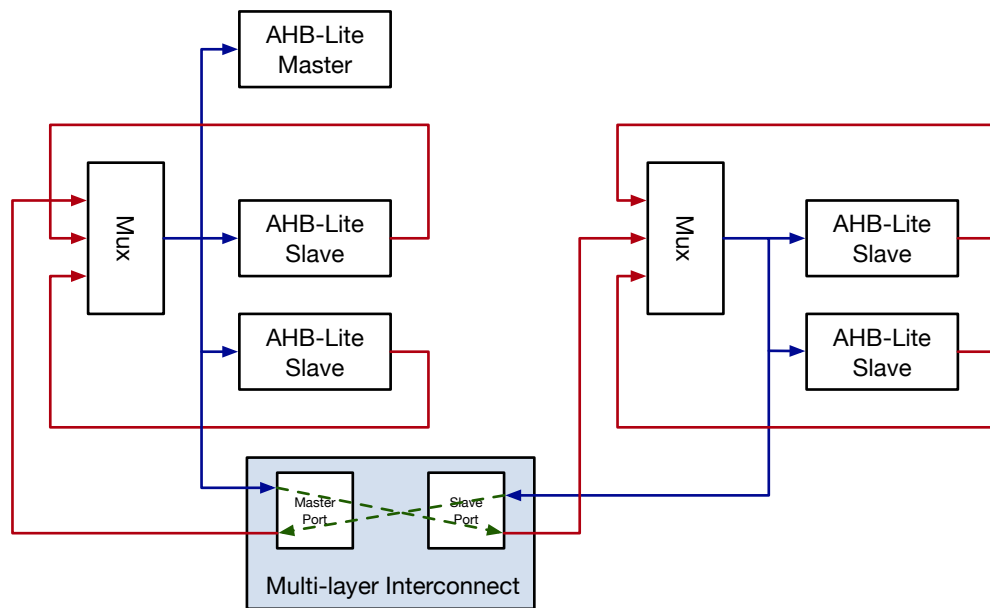 AHB-Lite
Master
Mux
AHB-Lite
Slave
AHB-Lite
Slave
Mux
AHB-Lite
Slave
AHB-Lite
Slave
Master
Port
Slave
Port
Multi-layer Interconnect